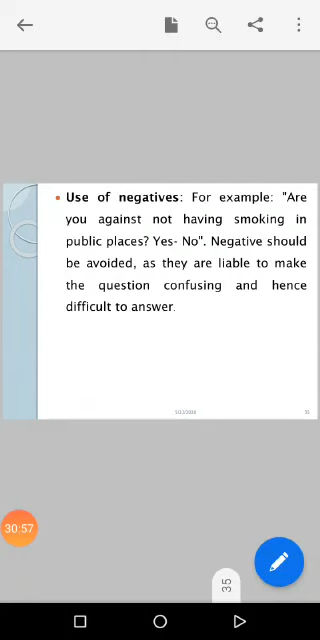 Use of negatives: For example: "Are
you against not having smoking in
public places? Yes- No". Negative should
be avoided, as they are liable to make
the question confusing and hence
difficult to answer.
30:57
35